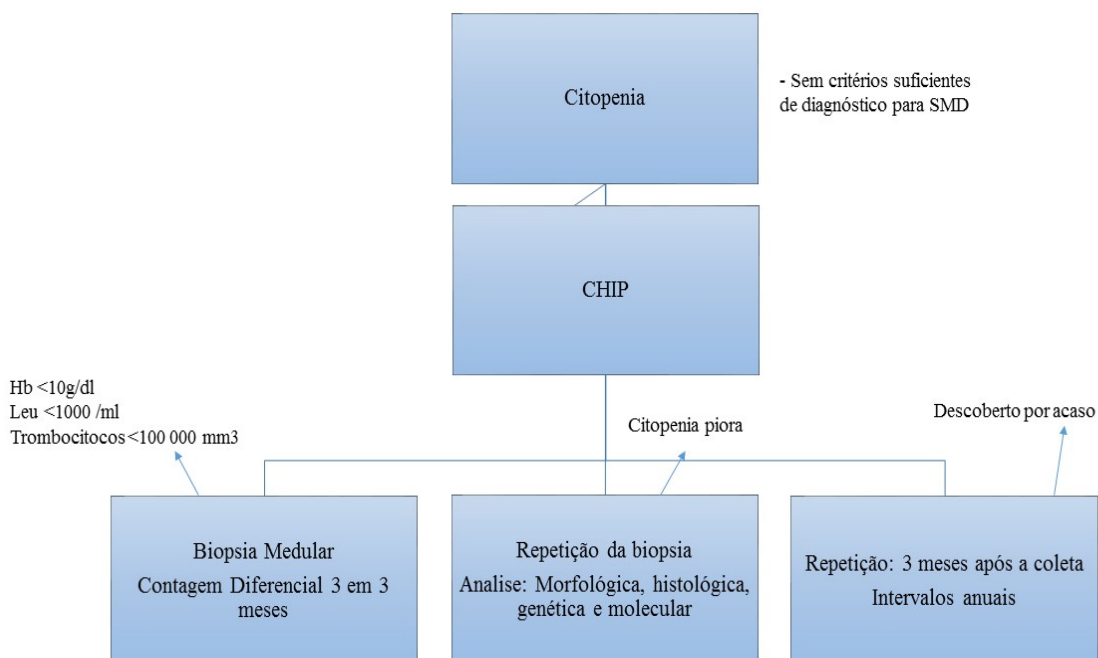 Citopenia
- Sem critérios suficientes
de diagnóstico para SMD
CHIP
Hb <10g/dl
Leu <1000 /ml
Trombocitocos <100 000 mm3
Citopenia piora
Descoberto por acaso
Biopsia Medular
Contagem Diferencial 3 em 3
meses
Repetição da biopsia
Analise: Morfológica, histológica,
genética e molecular
Repetição: 3 meses após a coleta
Intervalos anuais